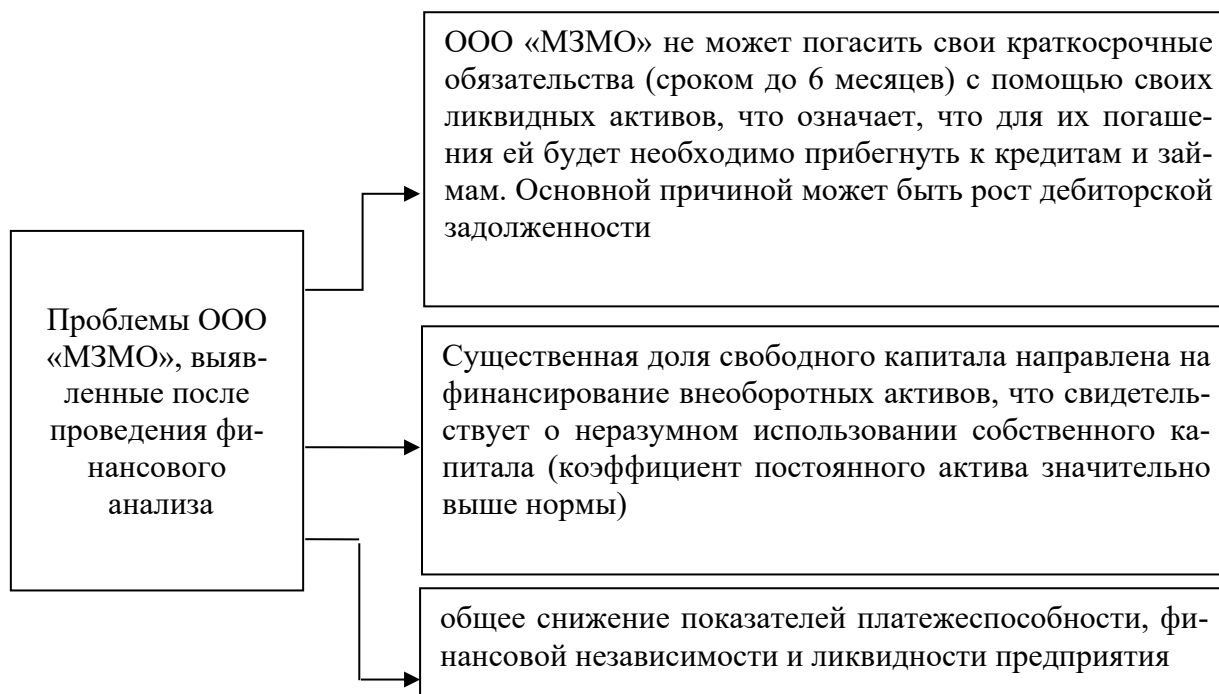 ООО «МЗМО» не может погасить свои краткосрочные
обязательства (сроком до 6 месяцев) с помощью своих
ликвидных активов, что означает, что для их погаше-
ния ей будет необходимо прибегнуть к кредитам и зай-
мам. Основной причиной может быть рост дебиторской
задолженности
Проблемы ООО
«МЗМО», выяв-
ленные после
проведения фи-
нансового
анализа
Существенная доля свободного капитала направлена на
финансирование внеоборотных активов, что свидетель-
ствует о неразумном использовании собственного ка-
питала (коэффициент постоянного актива значительно
выше нормы)
общее снижение показателей платежеспособности, фи-
нансовой независимости и ликвидности предприятия